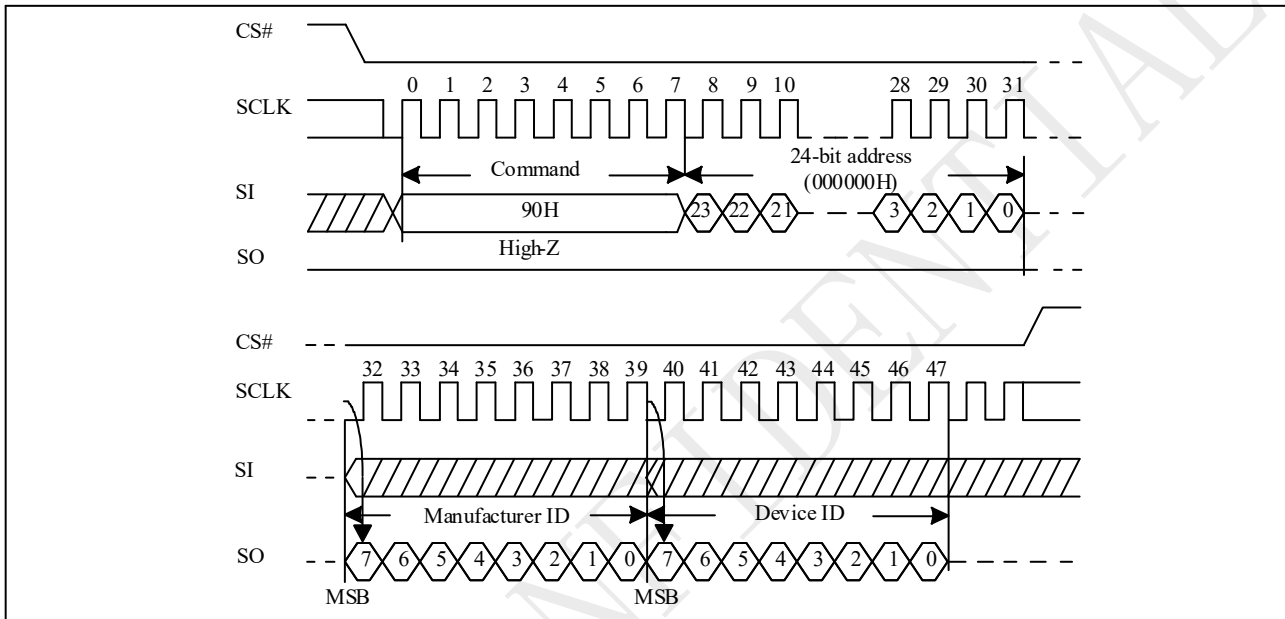 CS#
0 1 2 3 4 5 6 7 8 9 10 28 29 30 31
SCLK
Command
24-bit address
(000000H)
SI
90H
23 22 21 3 2 1 0
High-Z
SO
CS#
32 33 34 35 36 37 38 39 40 41 42 43 44 45 46 47
SCLK
SI
Manufacturer ID Device ID
SO
7 6 5 4 3 2 1 0 7 6 5 4 3 2 1 0
MSB MSB